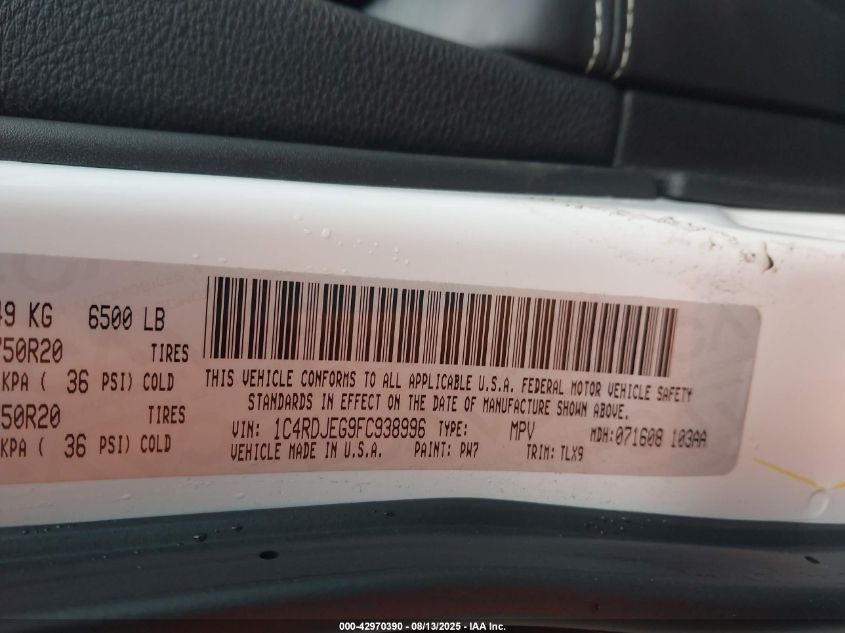 49 KG 6500 LB
/50R20 TIRES
KPA ( 36 PSI) COLD
50R20 TIRES
KPA ( 36 PSI) COLD
THIS VEHICLE CONFORMS TO ALL APPLICABLE U.S.A. FEDERAL MOTOR VEHICLE SAFETY
STANDARDS IN EFFECT ON THE DATE OF MANUFACTURE SHOWN ABOVE.
VIN: 1C4RDJEG9FC938996 TYPE: MPV MDH:071608 103AA
VEHICLE MADE IN U.S.A. PAINT: PW7 TRIM: TLX9
000-42970390 - 08/13/2025 - IAA Inc.